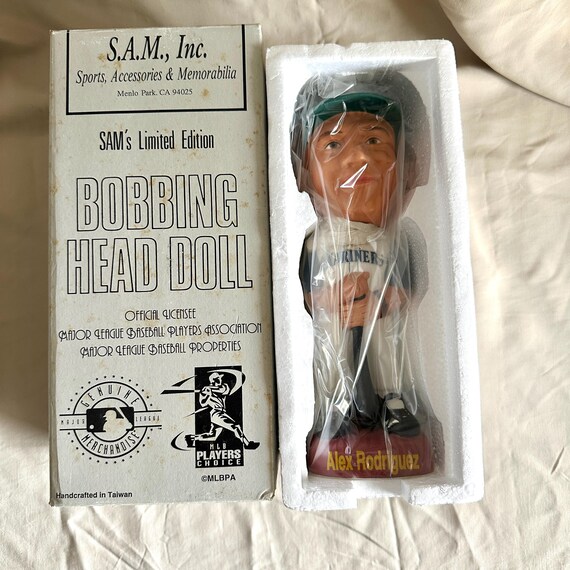 S.A.M., Inc.
Sports, Accessories & Memorabilia
Menlo Park, CA 94025
SAM's Limited Edition
BOBBING
HEAD DOLL
OFFICIAL LICENSEE
MAJOR LEAGUE BASEBALL PLAYERS ASSOCIATION
MAJOR LEAGUE BASEBALL PROPERTIES
GENUINE
MAJOR LEAGUE
MERCHANDISE
MLB
PLAYERS
CHOICE
©MLBPA
Handcrafted in Taiwan
RINERS
Alex Rodriguez